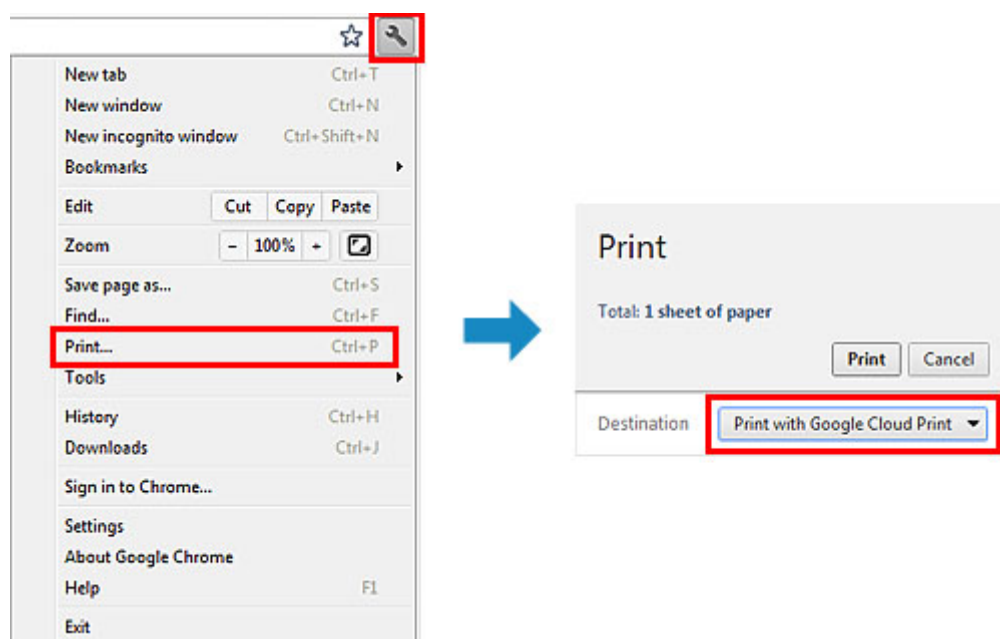 New tab Ctrl+T
New window Ctrl+N
New incognito window Ctrl+Shift+N
Bookmarks
Edit Cut Copy Paste
Zoom - 100% +
Save page as... Ctrl+S
Find... Ctrl+F
Print... Ctrl+P
Tools
History Ctrl+H
Downloads Ctrl+J
Sign in to Chrome...
Settings
About Google Chrome
Help F1
Exit
Print
Total: 1 sheet of paper
Print Cancel
Destination Print with Google Cloud Print